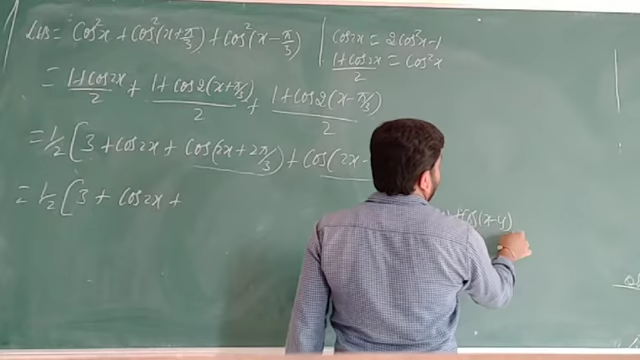 LHS = Cos²x + Cos²(x+π/3) + Cos²(x-π/3)
= 1+Cos2x/2 + 1+Cos2(x+π/3)/2 + 1+Cos2(x-π/3)/2
= 1/2 [3 + Cos2x + Cos(2x+2π/3) + Cos(2x-
= 1/2 [3 + Cos2x +
Cos2x = 2Cos²x-1
1+Cos2x/2 = Cos²x
(x-y)